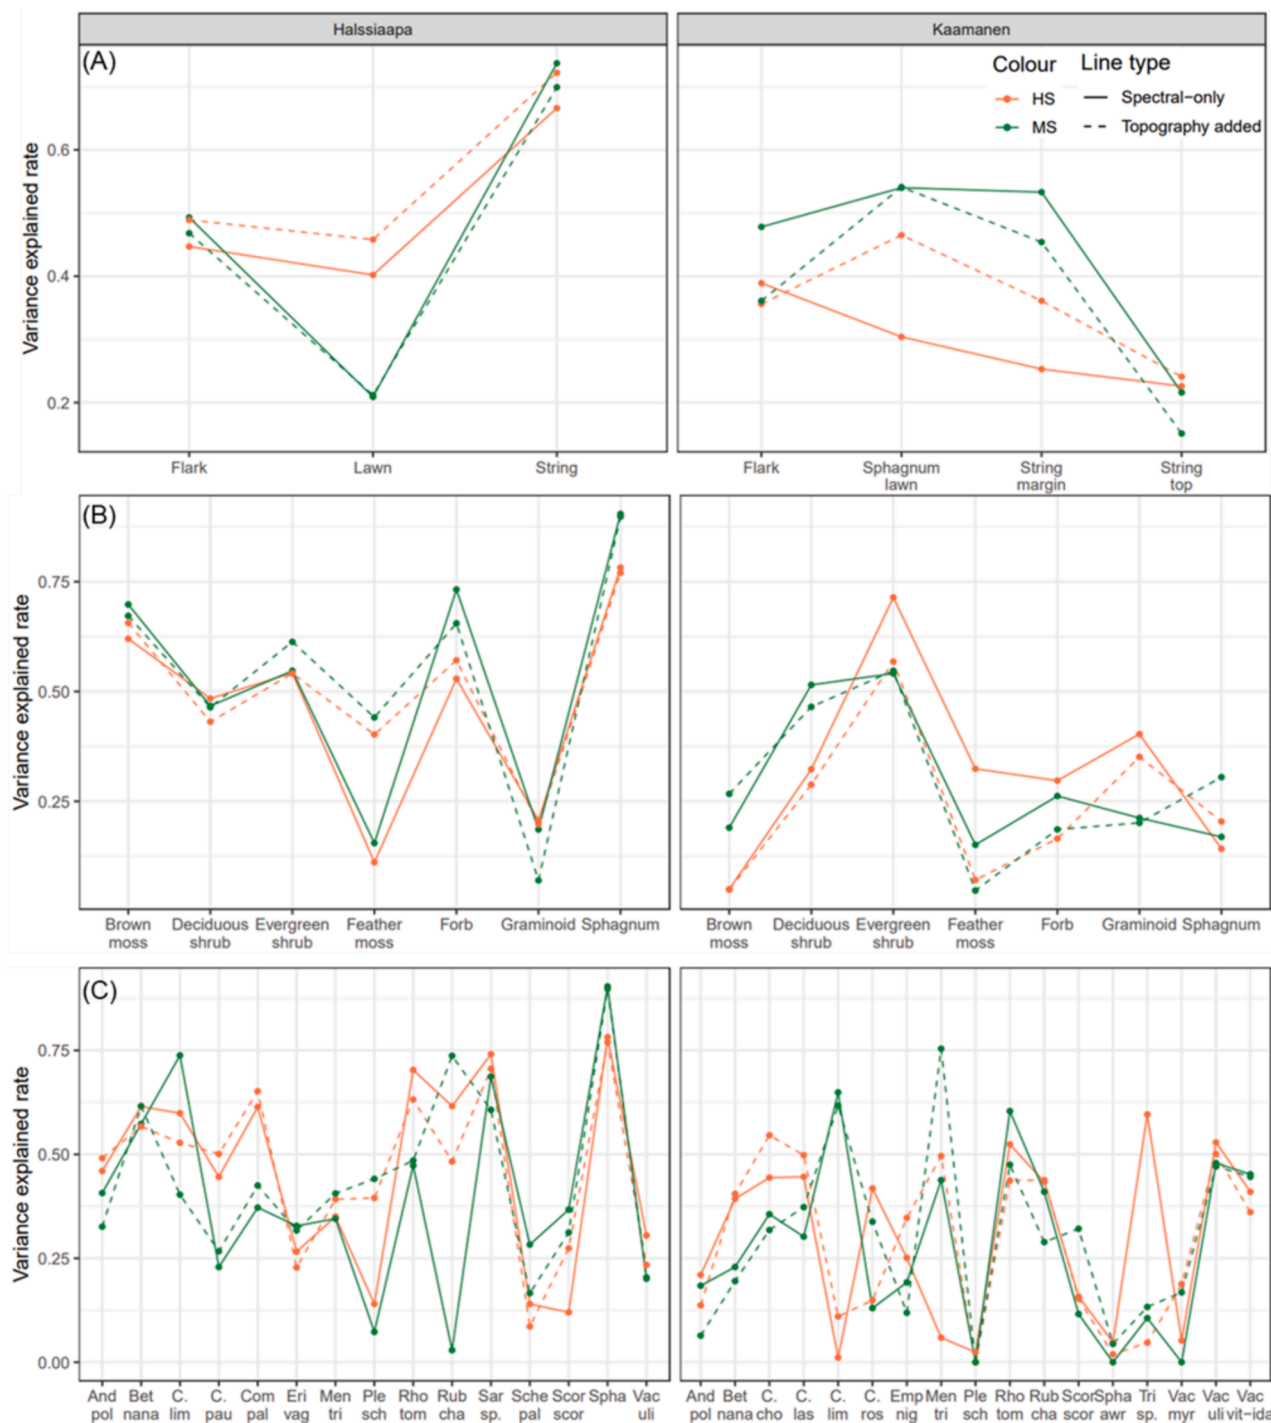 Halssiaapa
Kaamanen
(A)
Colour
Line type
HS
Spectral−only
MS
Topography added
Variance explained rate
0.6
0.4
0.2
Flark
Lawn
String
Flark
Sphagnum
lawn
String
margin
String
top
(B)
Variance explained rate
0.75
0.50
0.25
Brown
moss
Deciduous
shrub
Evergreen
shrub
Feather
moss
Forb
Graminoid
Sphagnum
Brown
moss
Deciduous
shrub
Evergreen
shrub
Feather
moss
Forb
Graminoid
Sphagnum
(C)
Variance explained rate
0.75
0.50
0.25
0.00
And
pol
Bet
nana
C.
lim
C.
pau
Com
pal
Eri
vag
Men
tri
Ple
sch
Rho
tom
Rub
cha
Sar
sp.
Sche
pal
Scor
scor
Spha
Vac
uli
And
pol
Bet
nana
C.
cho
C.
las
C.
lim
C.
ros
Emp
nig
Men
tri
Ple
sch
Rho
tom
Rub
cha
Scor
scor
Spha
awr
Tri
sp.
Vac
myr
Vac
uli
Vac
vit−ida